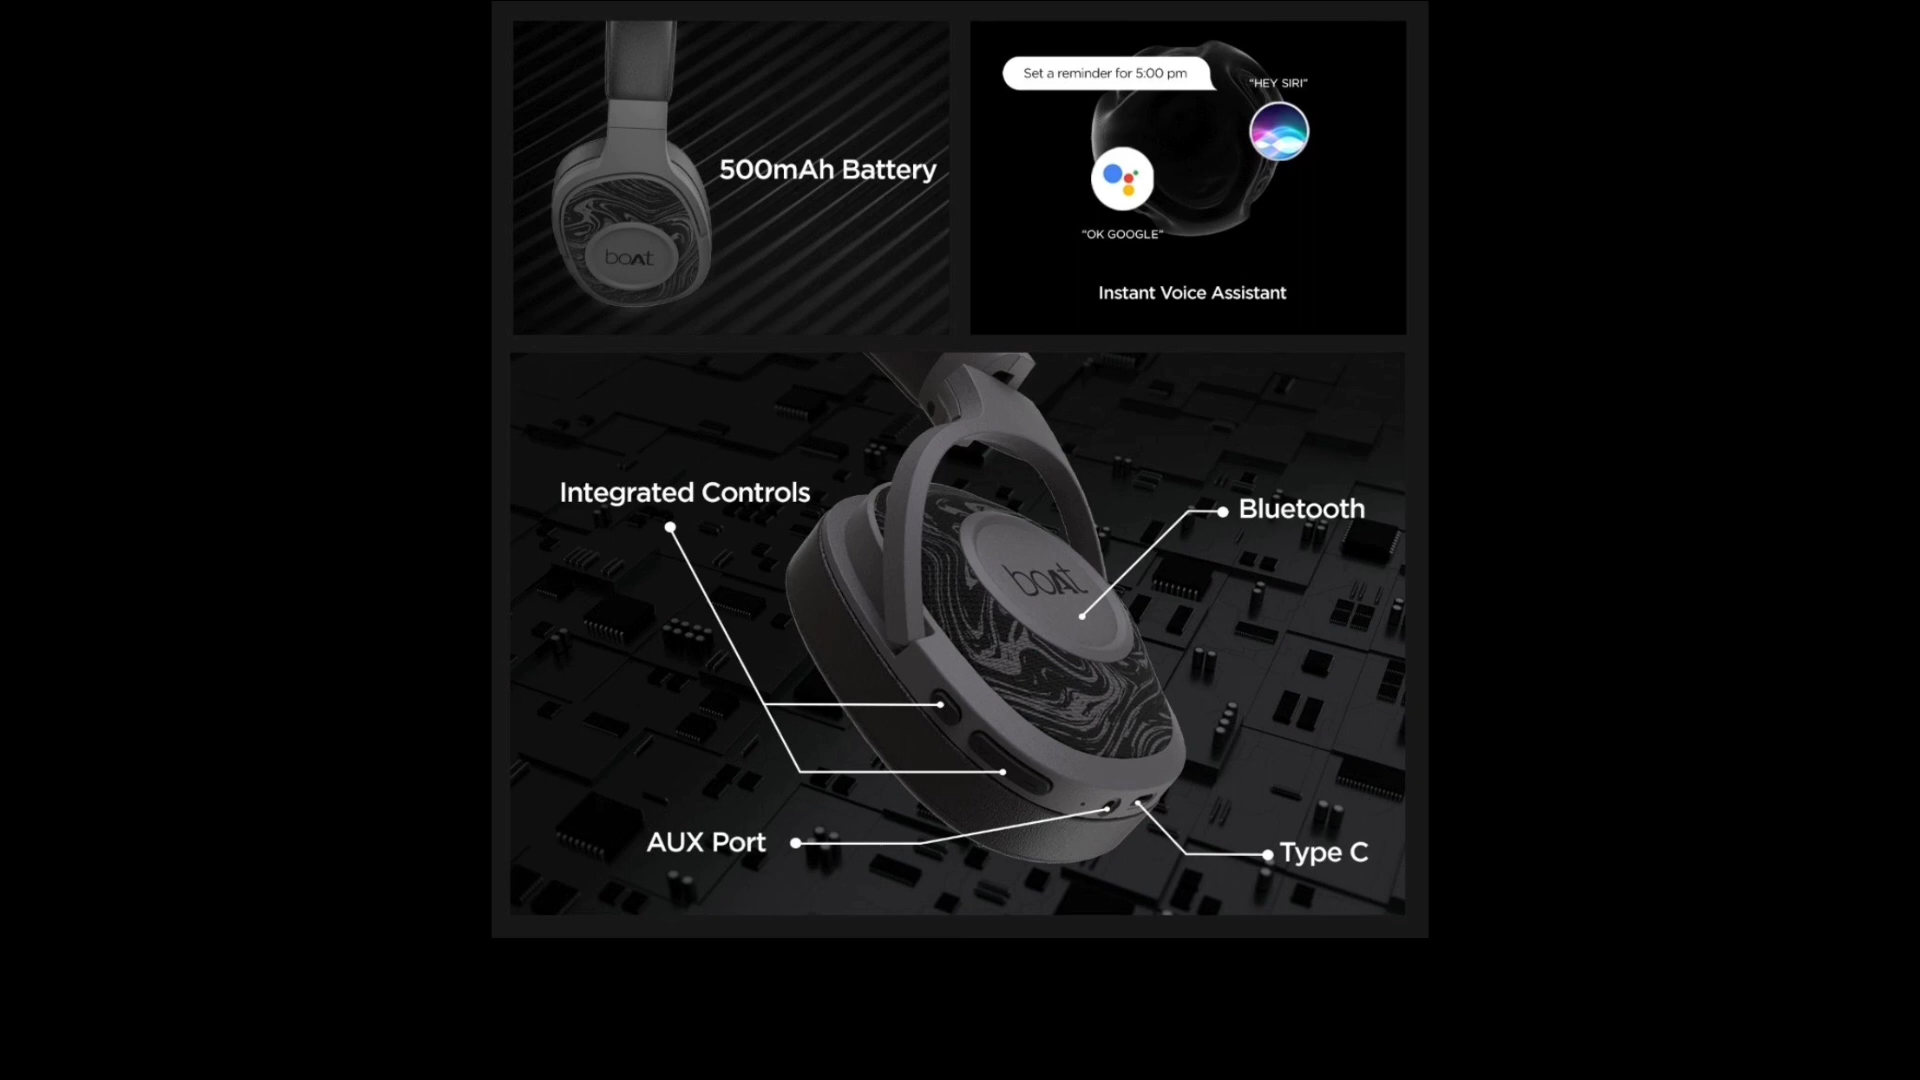 500mAh Battery
boAt
Set a reminder for 5:00 pm
"HEY SIRI"
"OK GOOGLE"
Instant Voice Assistant
Integrated Controls
Bluetooth
boAt
AUX Port
Type C